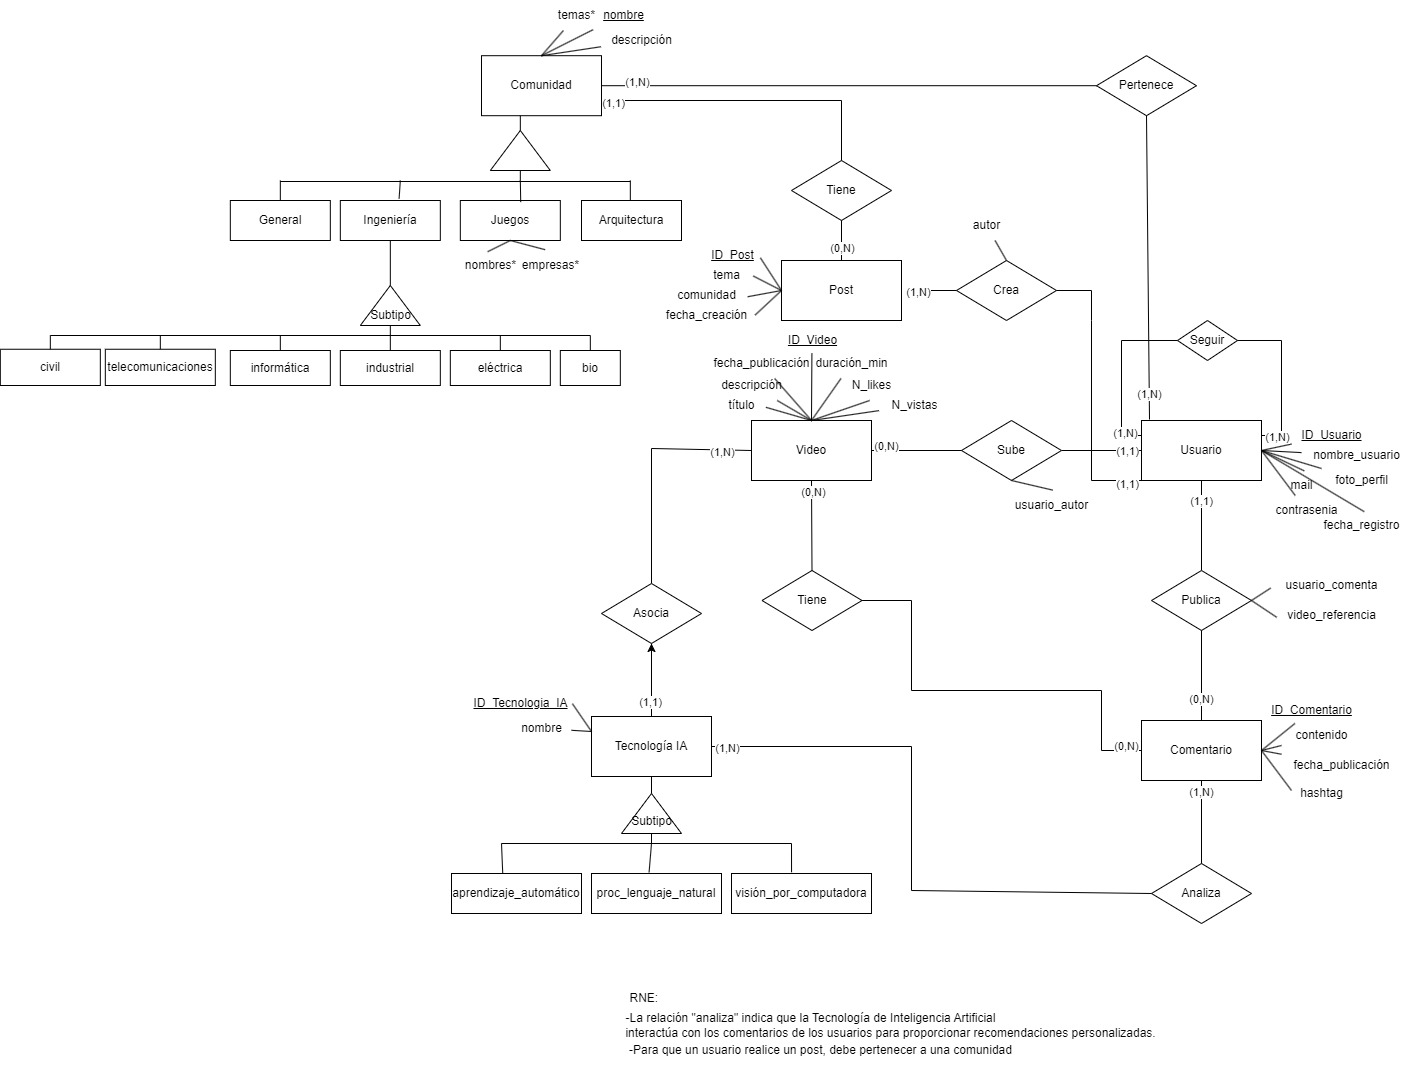 temas* nombre
descripción
Comunidad
(1,N)
Pertenece
(1,1)
Tiene
General
Ingeniería
Juegos
Arquitectura
nombres* empresas*
(0,N)
autor
ID_Post
tema
comunidad
fecha_creación
Post
(1,N)
Crea
Subtipo
civil
telecomunicaciones
informática
industrial
eléctrica
bio
ID_Video
fecha_publicación
duración_min
descripción
N_likes
título
N_vistas
Seguir
(1,N)
(1,N)
(1,N)
ID_Usuario
nombre_usuario
foto_perfil
mail
contrasenia
fecha_registro
Video
(1,N)
(0,N)
Sube
(1,1)
Usuario
(1,1)
(0,N)
usuario_autor
(1,1)
Asocia
Tiene
Publica
usuario_comenta
video_referencia
(1,1)
(0,N)
ID_Tecnologia_IA
nombre
Tecnología IA
(1,N)
(0,N)
Comentario
ID_Comentario
contenido
fecha_publicación
hashtag
(1,N)
Subtipo
aprendizaje_automático
proc_lenguaje_natural
visión_por_computadora
Analiza
RNE:
-La relación "analiza" indica que la Tecnología de Inteligencia Artificial
interactúa con los comentarios de los usuarios para proporcionar recomendaciones personalizadas.
-Para que un usuario realice un post, debe pertenecer a una comunidad